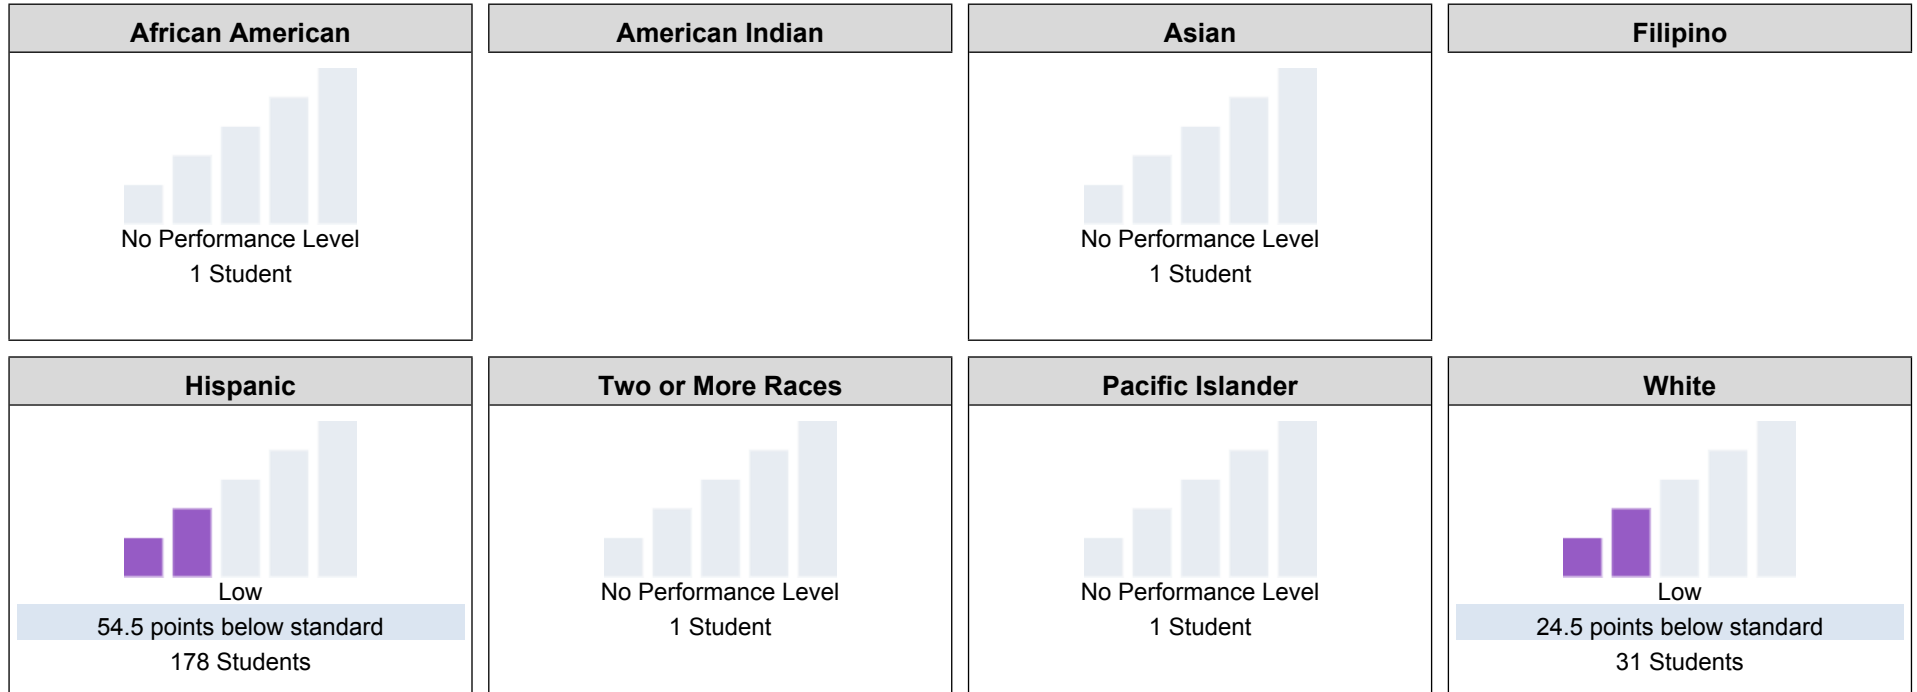 African American
American Indian
Asian
Filipino
No Performance Level
1 Student
No Performance Level
1 Student
Hispanic
Two or More Races
Pacific Islander
White
Low
54.5 points below standard
178 Students
No Performance Level
1 Student
No Performance Level
1 Student
Low
24.5 points below standard
31 Students